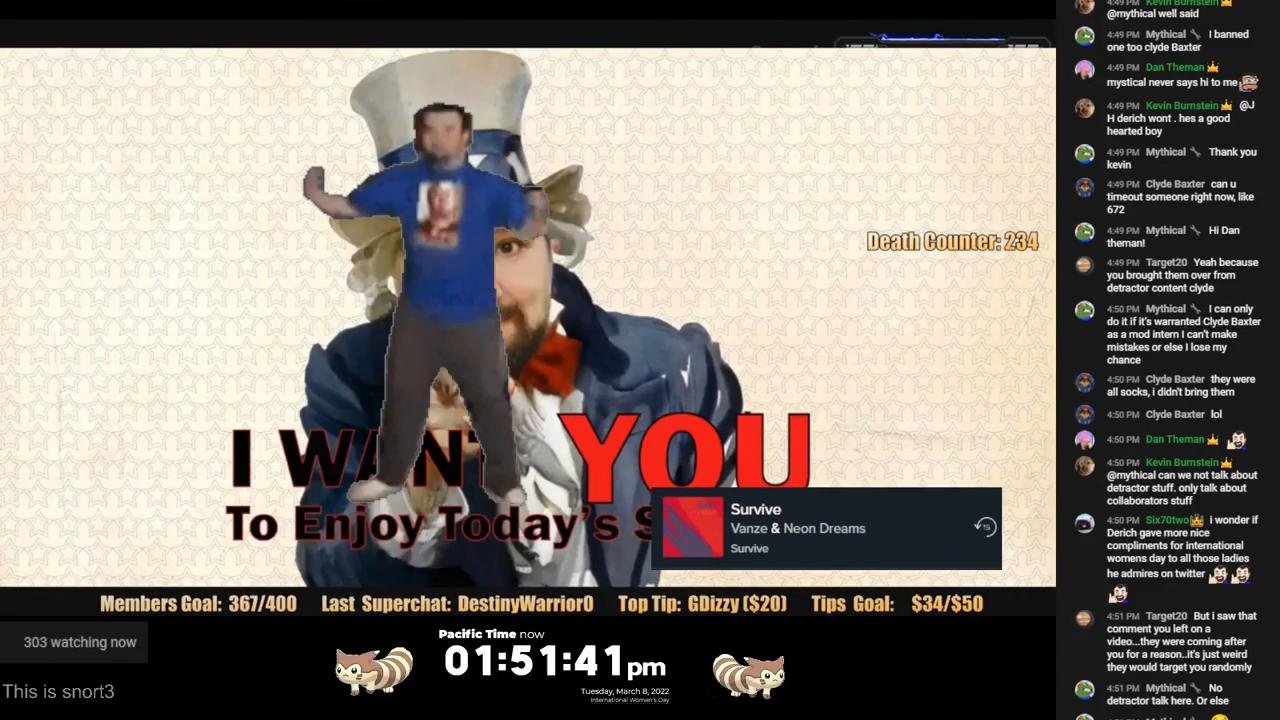 Death Counter: 234
I WANT YOU
To Enjoy Today's S
Survive
Vanze & Neon Dreams
Survive
15
Members Goal: 367/400
Last Superchat: DestinyWarrior0
Top Tip: GDizzy ($20)
Tips Goal: $34/$50
303 watching now
Pacific Time now
01:51:41pm
Tuesday, March 8, 2022
International Women's Day
This is snort3
4:49 PM Kevin Burnstein
@mythical well said
4:49 PM Mythical I banned
one too clyde Baxter
4:49 PM Dan Theman
mystical never says hi to me
4:49 PM Kevin Burnstein @J
H derich wont . hes a good
hearted boy
4:49 PM Mythical Thank you
kevin
4:49 PM Clyde Baxter can u
timeout someone right now, like
672
4:49 PM Mythical Hi Dan
theman!
4:49 PM Target20 Yeah because
you brought them over from
detractor content clyde
4:50 PM Mythical I can only
do it if it's warranted Clyde Baxter
as a mod intern I can't make
mistakes or else I lose my
chance
4:50 PM Clyde Baxter they were
all socks, i didn't bring them
4:50 PM Clyde Baxter lol
4:50 PM Dan Theman
4:50 PM Kevin Burnstein
@mythical can we not talk about
detractor stuff. only talk about
collaborators stuff
4:50 PM Six70two i wonder if
Derich gave more nice
compliments for international
womens day to all those ladies
he admires on twitter
4:51 PM Target20 But i saw that
comment you left on a
video...they were coming after
you for a reason..it's just weird
they would target you randomly
4:51 PM Mythical No
detractor talk here. Or else